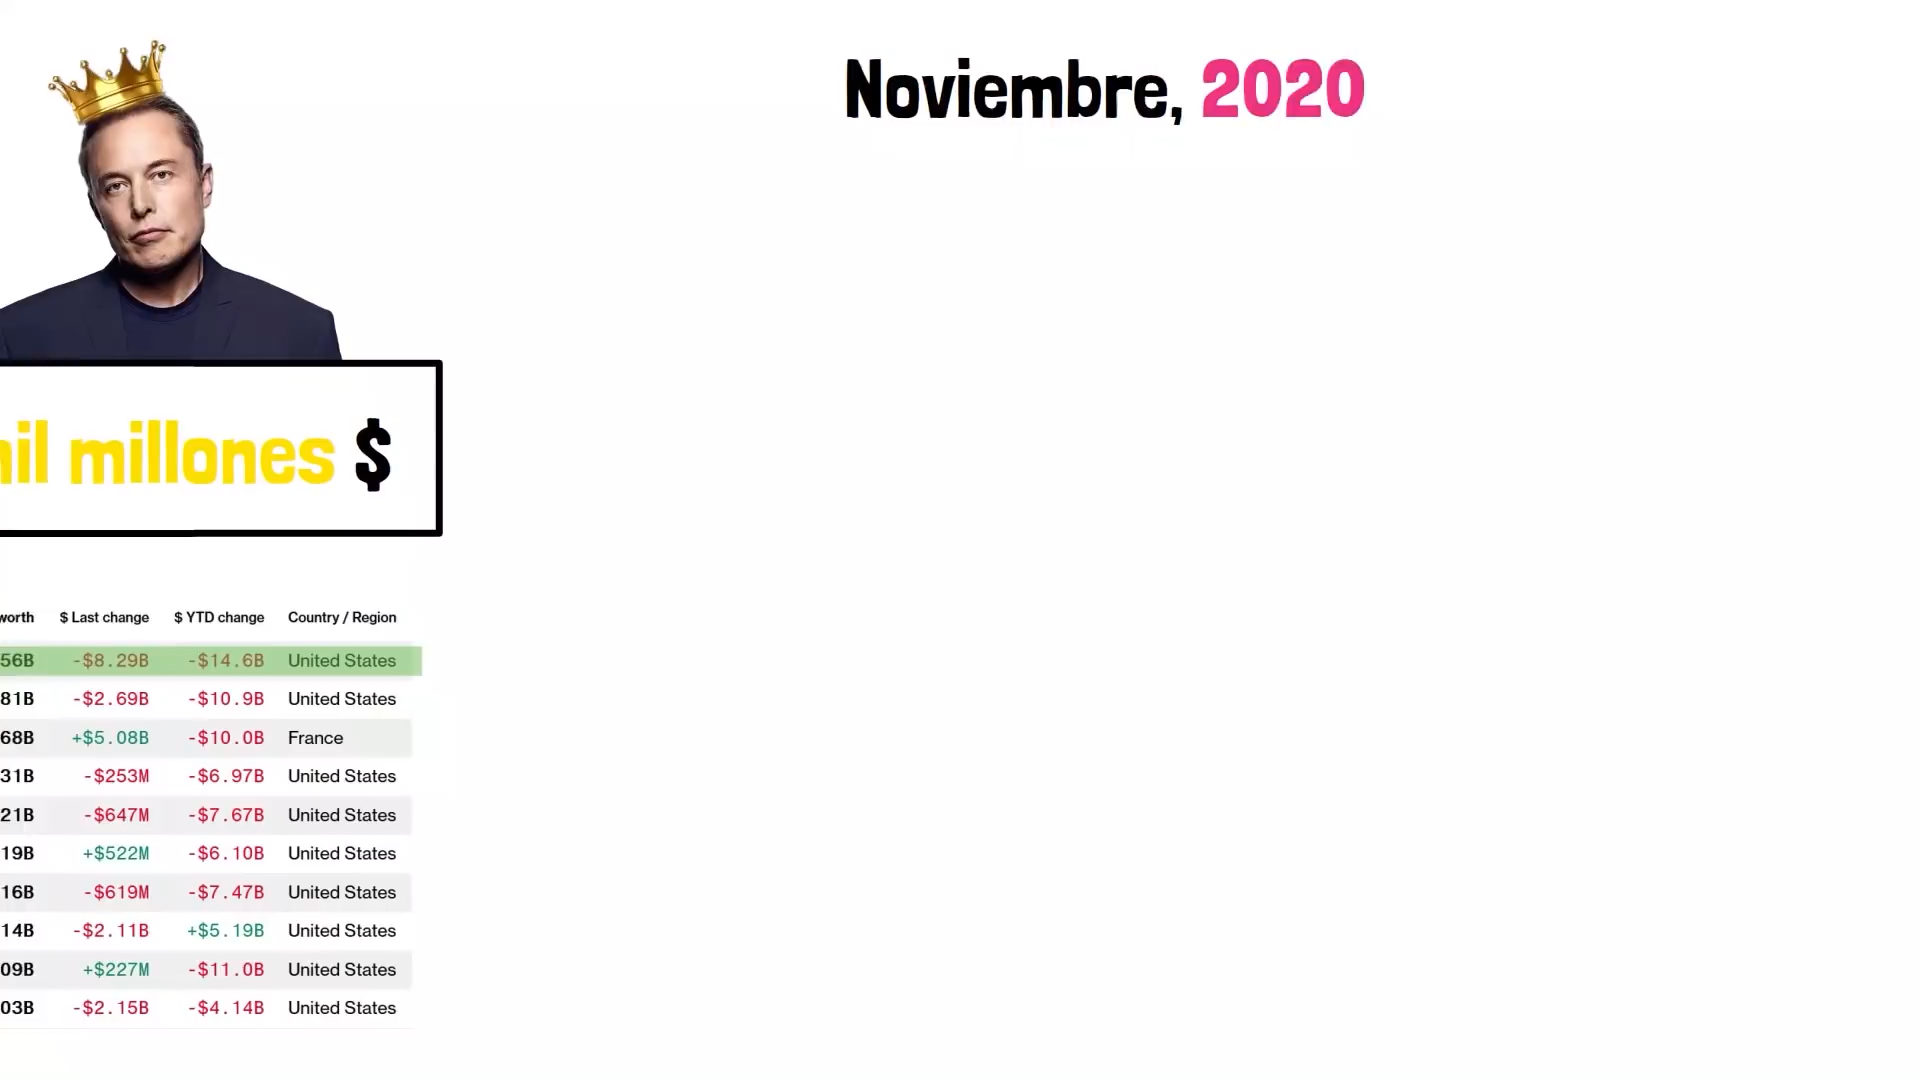 Noviembre, 2020
mil millones $
worth $ Last change $ YTD change Country / Region
56B -$8.29B -$14.6B United States
81B -$2.69B -$10.9B United States
68B +$5.08B -$10.0B France
31B -$253M -$6.97B United States
21B -$647M -$7.67B United States
19B +$522M -$6.10B United States
16B -$619M -$7.47B United States
14B -$2.11B +$5.19B United States
09B +$227M -$11.0B United States
03B -$2.15B -$4.14B United States